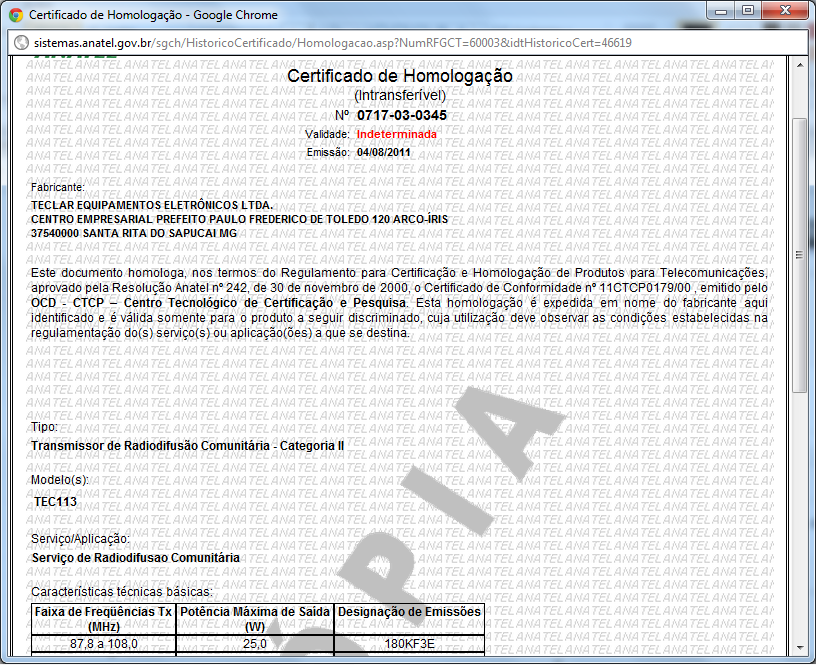 Certificado de Homologação - Google Chrome
sistemas.anatel.gov.br/sgch/HistoricoCertificado/Homologacao.asp?NumRFGCT=60003&idtHistoricoCert=46619
ANATEL
Certificado de Homologação
(Intransferível)
Nº 0717-03-0345
Validade: Indeterminada
Emissão: 04/08/2011
Fabricante:
TECLAR EQUIPAMENTOS ELETRÔNICOS LTDA.
CENTRO EMPRESARIAL PREFEITO PAULO FREDERICO DE TOLEDO 120 ARCO-ÍRIS
37540000 SANTA RITA DO SAPUCAI MG
Este documento homologa, nos termos do Regulamento para Certificação e Homologação de Produtos para Telecomunicações,
aprovado pela Resolução Anatel nº 242, de 30 de novembro de 2000, o Certificado de Conformidade nº 11CTCP0179/00 , emitido pelo
OCD - CTCP – Centro Tecnológico de Certificação e Pesquisa. Esta homologação é expedida em nome do fabricante aqui
identificado e é válida somente para o produto a seguir discriminado, cuja utilização deve observar as condições estabelecidas na
regulamentação do(s) serviço(s) ou aplicação(ões) a que se destina.
Tipo:
Transmissor de Radiodifusão Comunitária - Categoria II
Modelo(s):
TEC113
Serviço/Aplicação:
Serviço de Radiodifusao Comunitária
Características técnicas básicas:
Faixa de Freqüências Tx (MHz) Potência Máxima de Saída (W) Designação de Emissões
87,8 a 108,0 25,0 180KF3E
ÓPIA